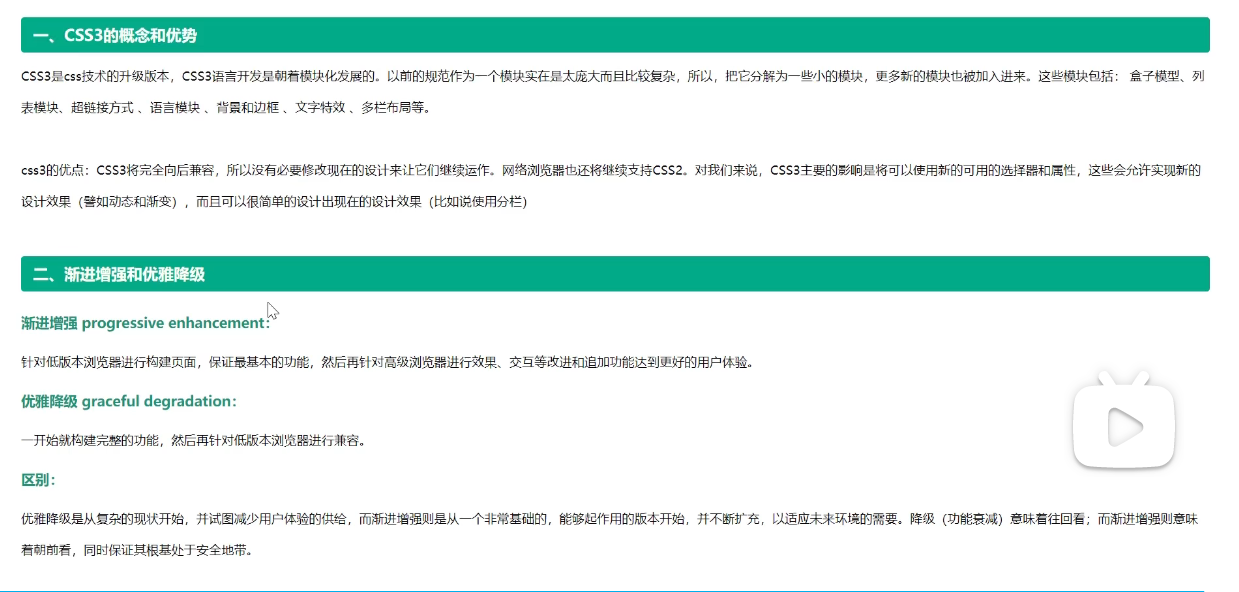 一、CSS3的概念和优势
CSS3是css技术的升级版本，CSS3语言开发是朝着模块化发展的。以前的规范作为一个模块实在是太庞大而且比较复杂，所以，把它分解为一些小的模块，更多新的模块也被加入进来。这些模块包括： 盒子模型、列
表模块、超链接方式 、语言模块 、背景和边框 、文字特效 、多栏布局等。
css3的优点：CSS3将完全向后兼容，所以没有必要修改现在的设计来让它们继续运作。网络浏览器也还将继续支持CSS2。对我们来说，CSS3主要的影响是将可以使用新的可用的选择器和属性，这些会允许实现新的
设计效果（譬如动态和渐变），而且可以很简单的设计出现在的设计效果（比如说使用分栏）
二、渐进增强和优雅降级
渐进增强 progressive enhancement：
针对低版本浏览器进行构建页面，保证最基本的功能，然后再针对高级浏览器进行效果、交互等改进和追加功能达到更好的用户体验。
优雅降级 graceful degradation：
一开始就构建完整的功能，然后再针对低版本浏览器进行兼容。
区别：
优雅降级是从复杂的现状开始，并试图减少用户体验的供给，而渐进增强则是从一个非常基础的，能够起作用的版本开始，并不断扩充，以适应未来环境的需要。降级（功能衰减）意味着往回看；而渐进增强则意味
着朝前看，同时保证其根基处于安全地带。